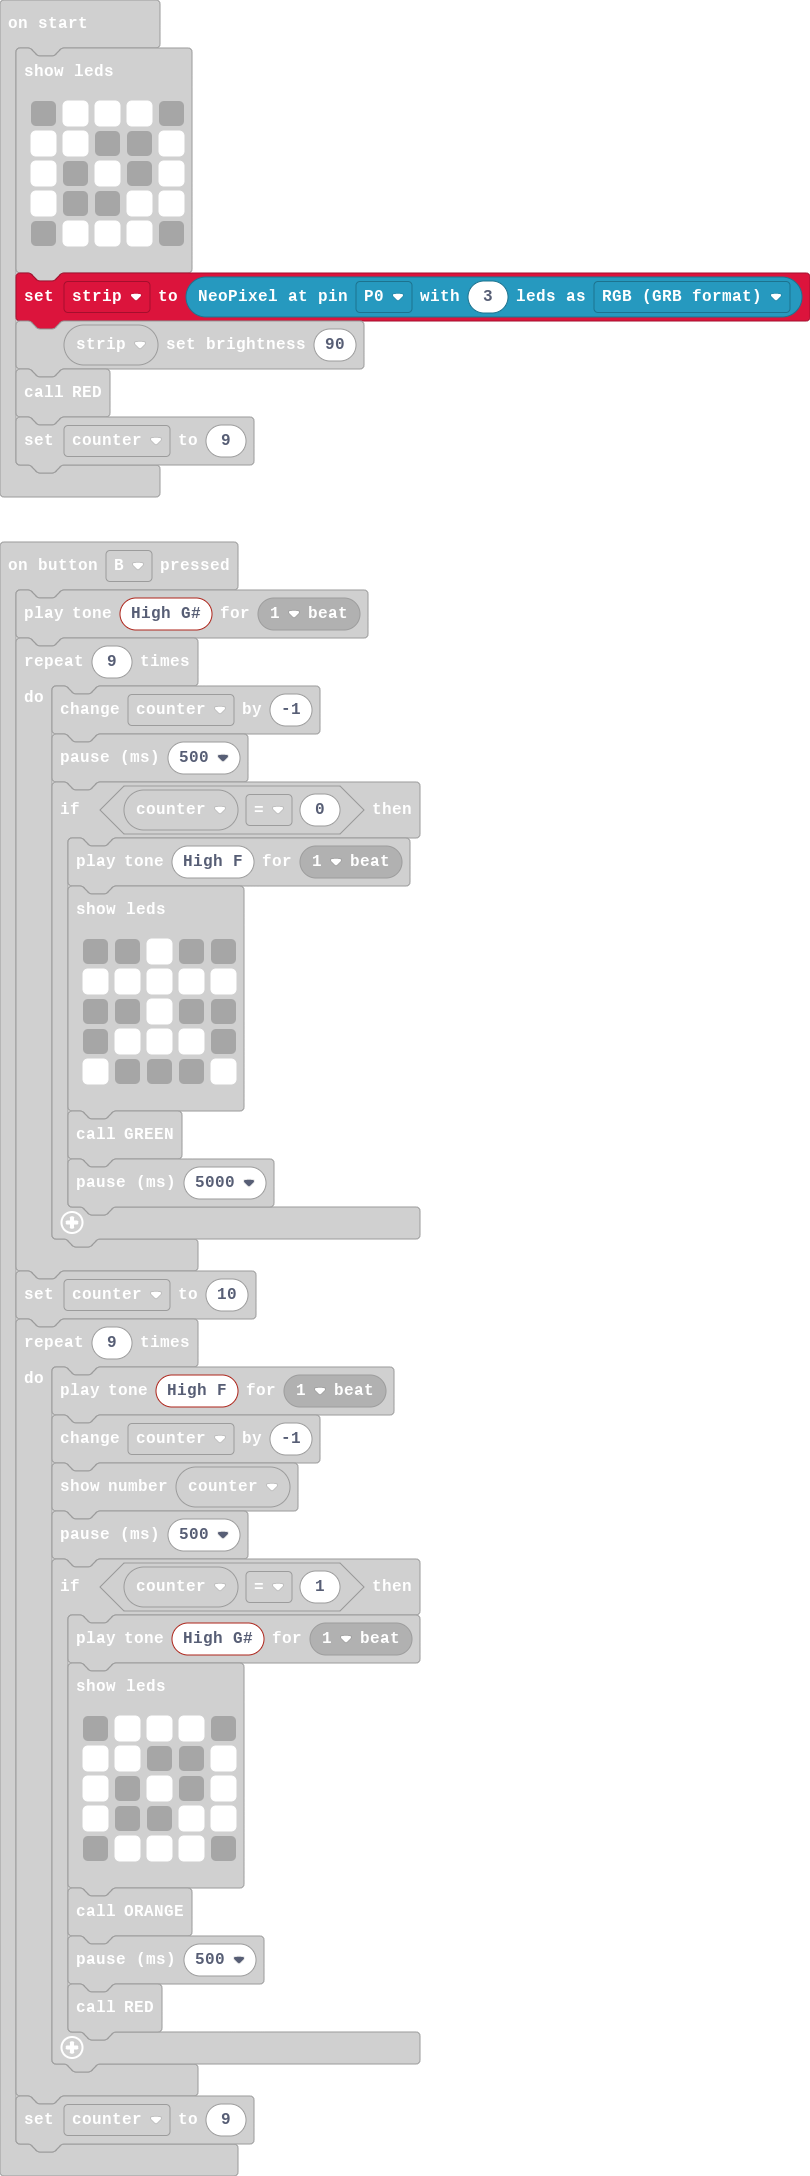 on start
show leds
set strip to NeoPixel at pin P0 with 3 leds as RGB (GRB format)
strip set brightness 90
call RED
set counter to 9
on button B pressed
play tone High G# for 1 beat
repeat 9 times
do
change counter by -1
pause (ms) 500
if counter = 0 then
play tone High F for 1 beat
show leds
call GREEN
pause (ms) 5000
set counter to 10
repeat 9 times
do
play tone High F for 1 beat
change counter by -1
show number counter
pause (ms) 500
if counter = 1 then
play tone High G# for 1 beat
show leds
call ORANGE
pause (ms) 500
call RED
set counter to 9